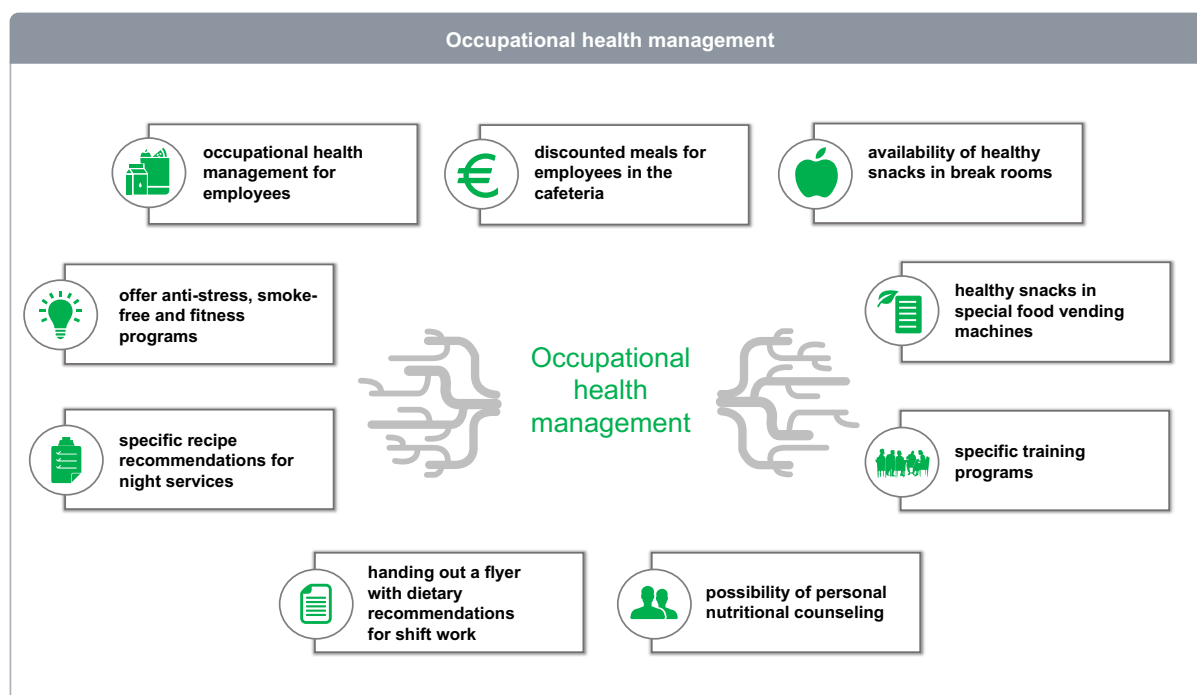 Occupational health management
occupational health
management for
employees
discounted meals for
employees in the
cafeteria
availability of healthy
snacks in break rooms
offer anti-stress, smoke-
free and fitness
programs
healthy snacks in
special food vending
machines
Occupational
health
management
specific recipe
recommendations for
night services
specific training
programs
handing out a flyer
with dietary
recommendations
for shift work
possibility of personal
nutritional counseling